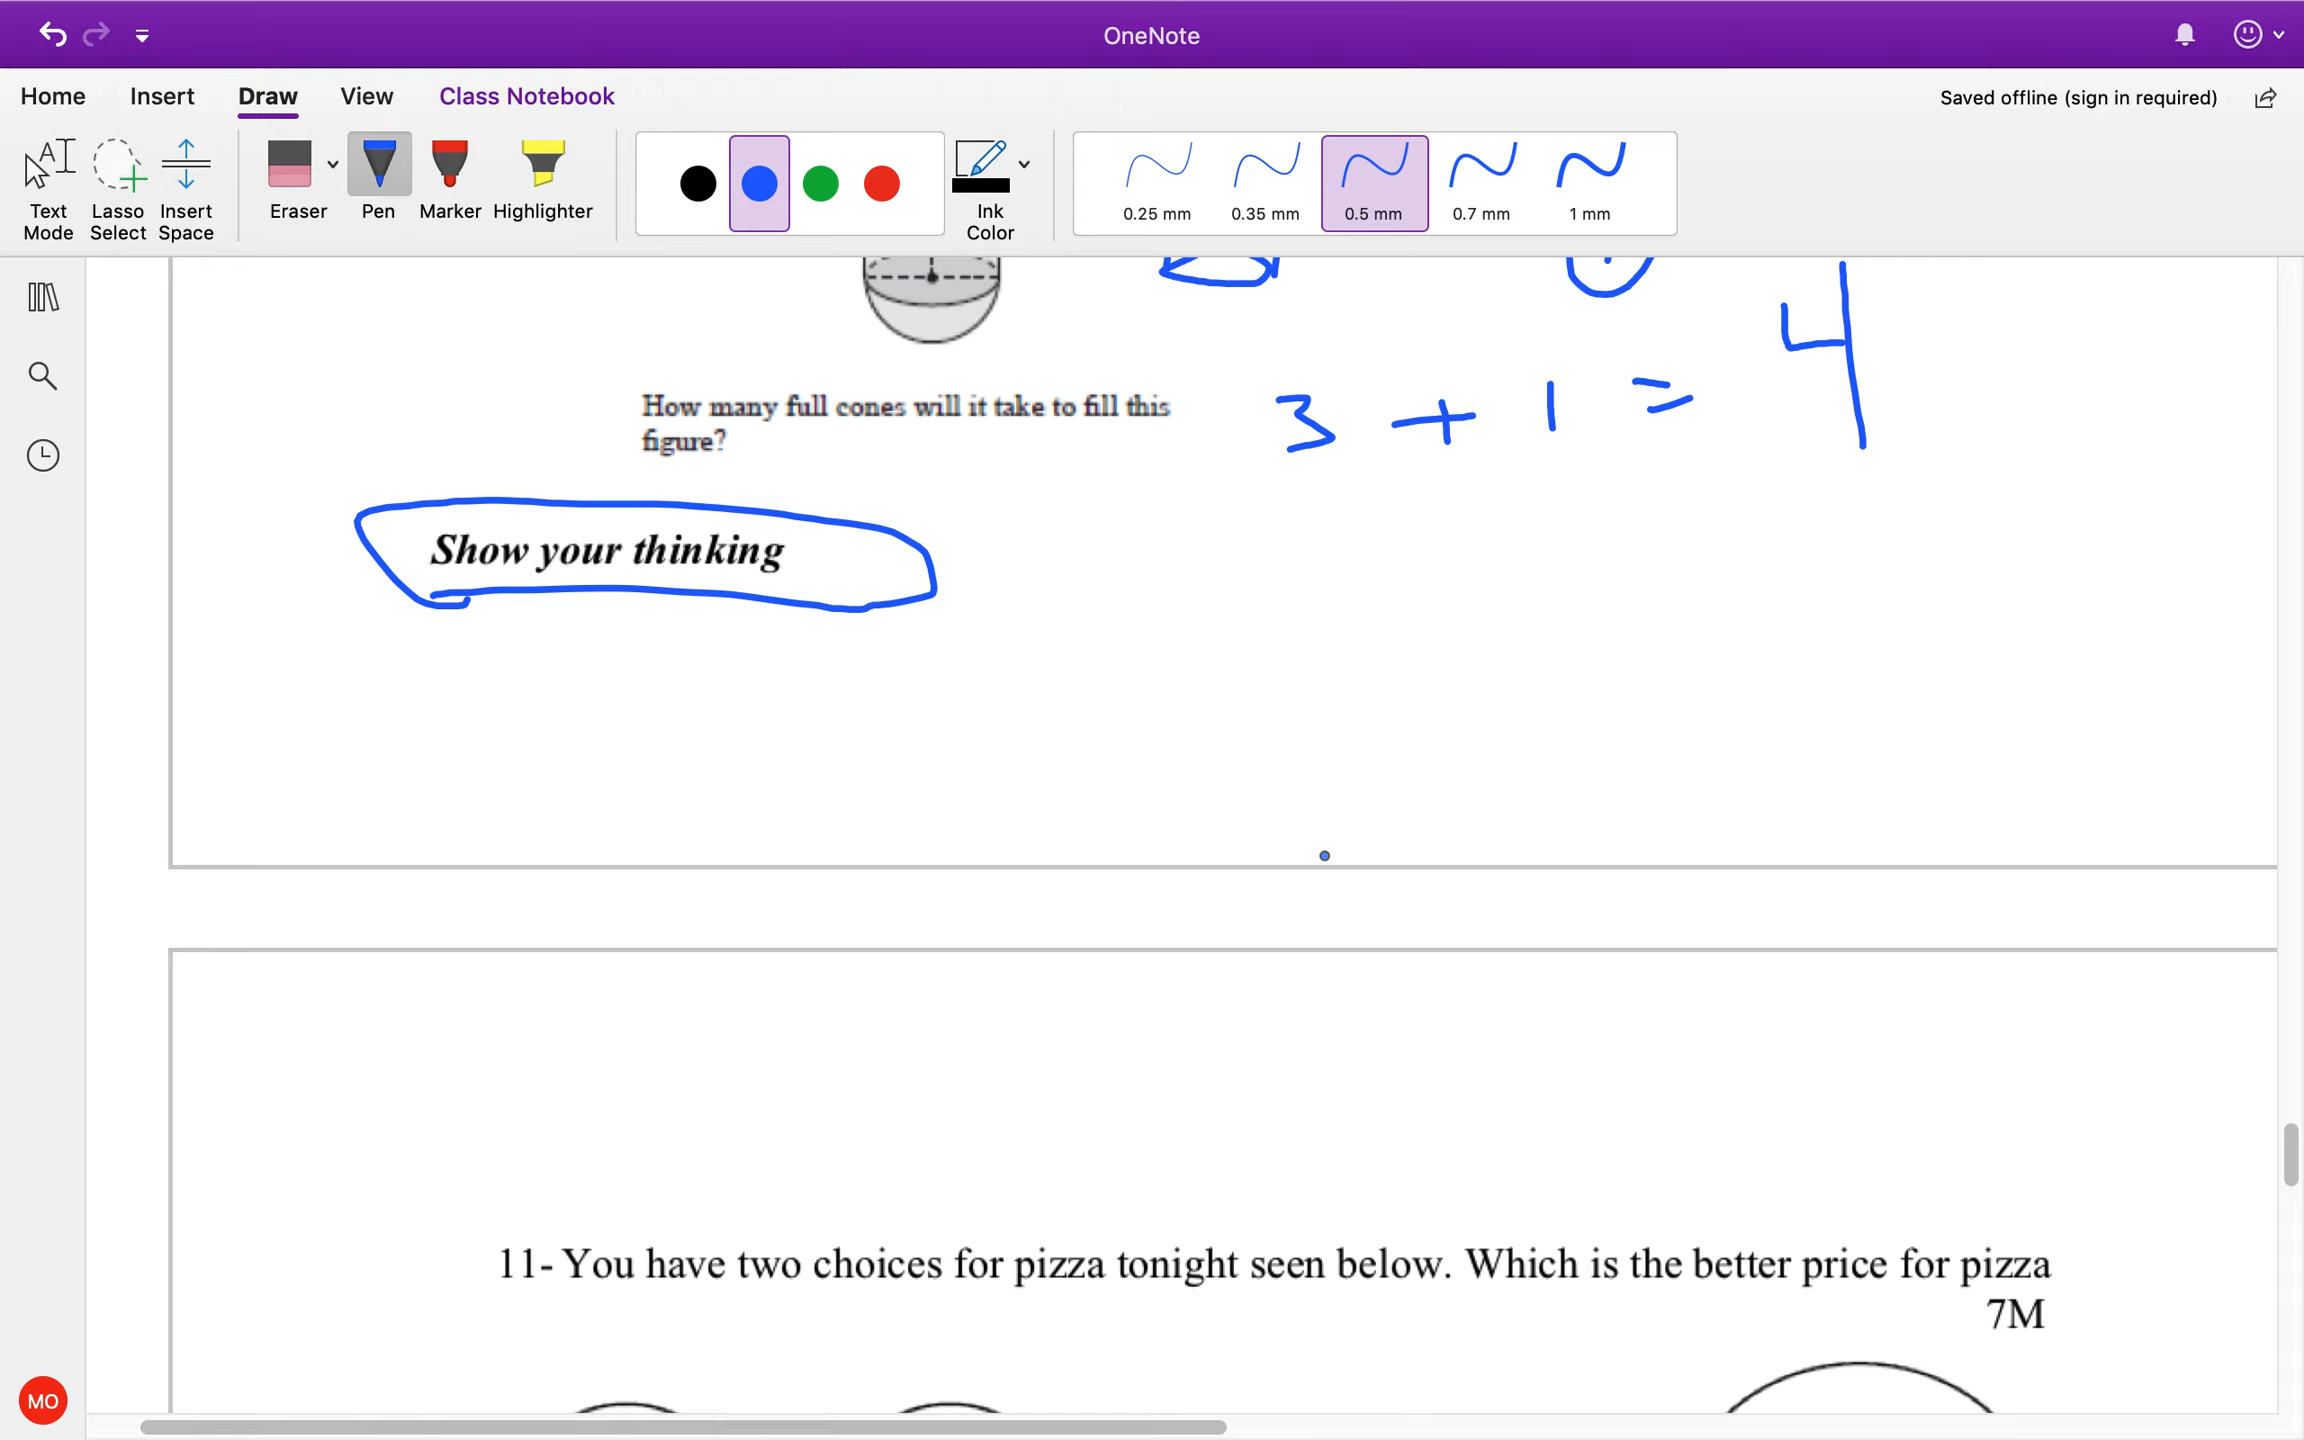 OneNote
Home Insert Draw View Class Notebook
Saved offline (sign in required)
Text Mode
Lasso Select
Insert Space
Eraser
Pen
Marker
Highlighter
Ink Color
0.25 mm
0.35 mm
0.5 mm
0.7 mm
1 mm
How many full cones will it take to fill this
figure?
3 + 1 = 4
Show your thinking
11- You have two choices for pizza tonight seen below. Which is the better price for pizza
7M
MO